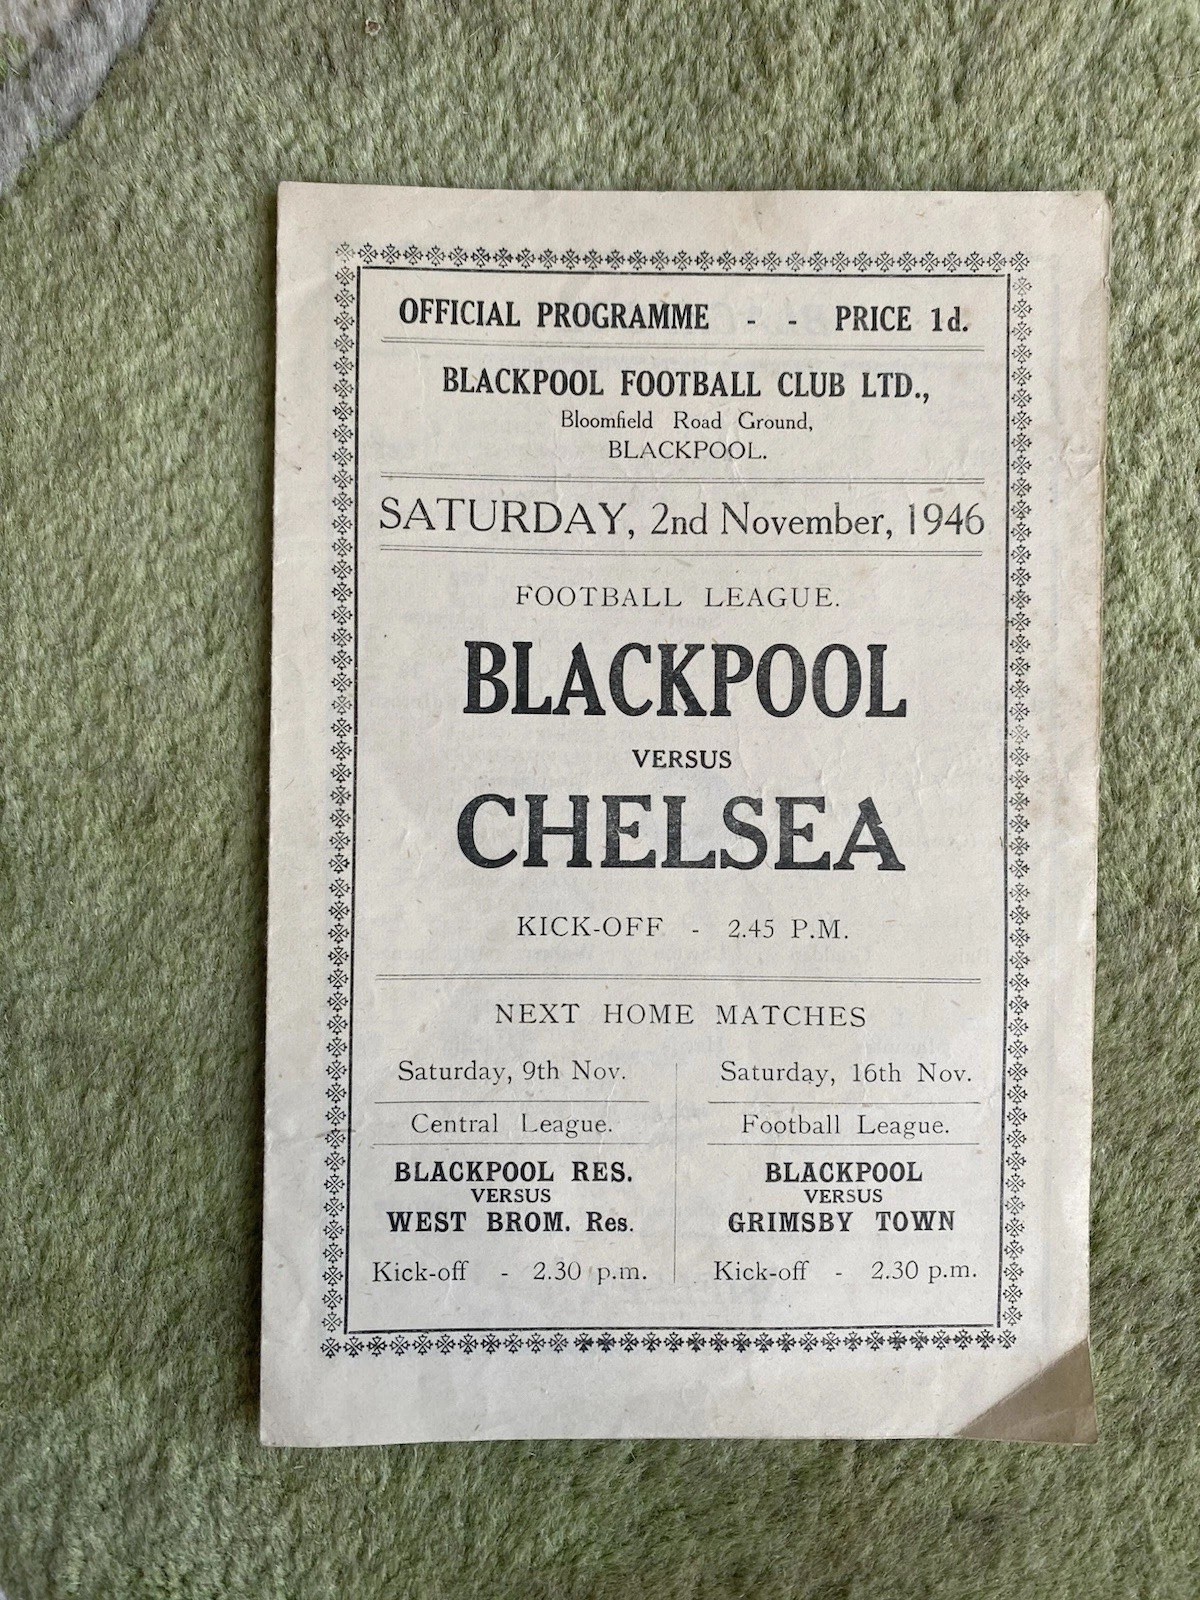 OFFICIAL PROGRAMME - - PRICE 1d.
BLACKPOOL FOOTBALL CLUB LTD.,
Bloomfield Road Ground,
BLACKPOOL.
SATURDAY, 2nd November, 1946
FOOTBALL LEAGUE.
BLACKPOOL
VERSUS
CHELSEA
KICK-OFF - 2.45 P.M.
NEXT HOME MATCHES
Saturday, 9th Nov.
Central League.
BLACKPOOL RES.
VERSUS
WEST BROM. Res.
Kick-off - 2.30 p.m.
Saturday, 16th Nov.
Football League.
BLACKPOOL
VERSUS
GRIMSBY TOWN
Kick-off - 2.30 p.m.